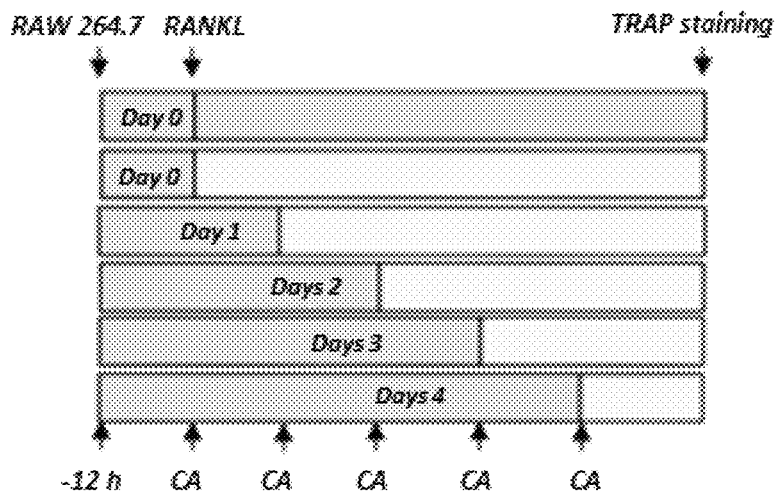 RAW 264.7 RANKL TRAP staining
Day 0
Day 0
Day 1
Days 2
Days 3
Days 4
-12 h CA CA CA CA CA